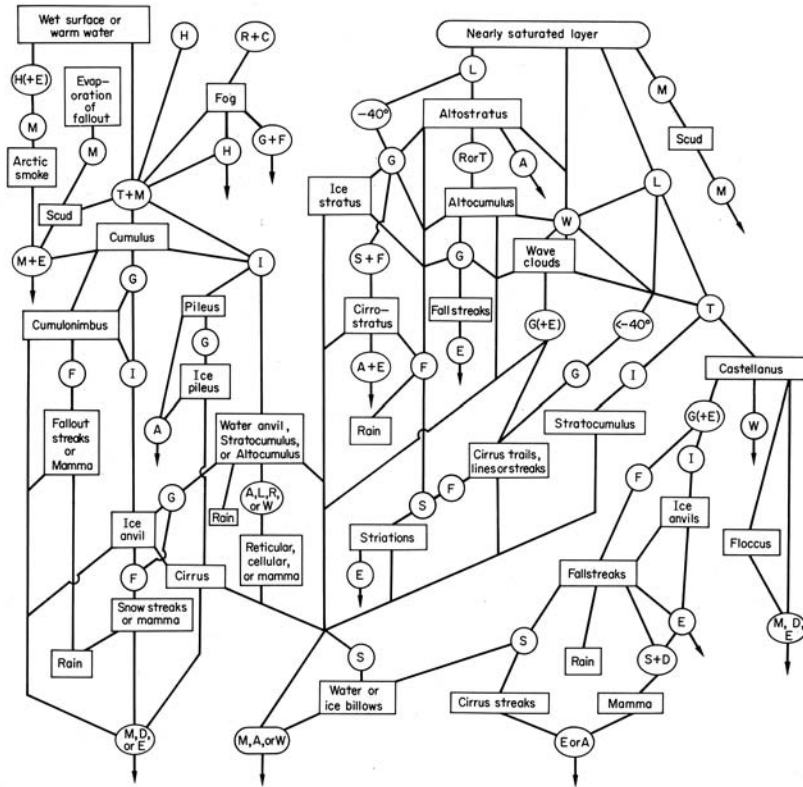 Wet surface or
warm water
H
R+C
Nearly saturated layer
H(+E)
Evap-
oration
of
fallout
Fog
L
-40°
Altostratus
M
Scud
M
M
Arctic
smoke
H
G+F
G
RorT
A
L
M
T+M
Ice
stratus
Altocumulus
W
Scud
Cumulus
M+E
I
G
S+F
G
Wave
clouds
Pileus
Cumulonimbus
Cirro-
stratus
Fall streaks
G(+E)
<-40°
T
G
F
I
Ice
pileus
A+E
F
E
G
I
Castellanus
G(+E)
W
Fallout
streaks
or
Mamma
A
Water anvil,
Stratocumulus,
or Altocumulus
Rain
Stratocumulus
Cirrus trails,
lines or streaks
I
F
G
A,L,R,
or W
Rain
S
F
Ice
anvils
Ice
anvil
Striations
Floccus
Reticular,
cellular,
or mamma
F
Cirrus
E
Fallstreaks
Snow streaks
or mamma
E
M, D,
E
S
Rain
S
Rain
S+D
Water or
ice billows
Cirrus streaks
Mamma
M, D,
or E
M, A, orW
EorA